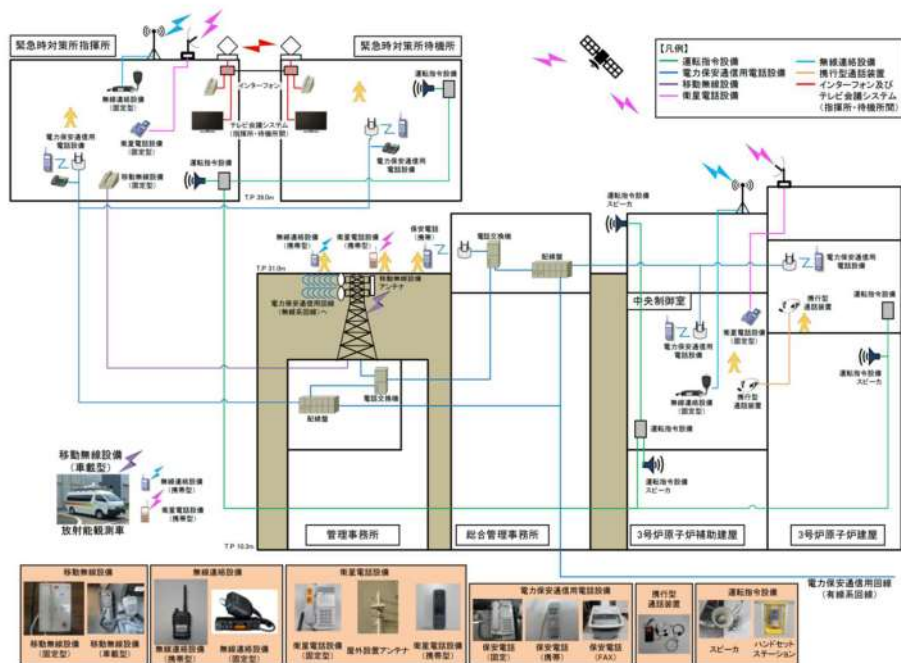 緊急時対策所指揮所
緊急時対策所待機所
【凡例】
運転指令設備
電力保安通信用電話設備
移動無線設備
衛星電話設備
無線連絡設備
携行型通話装置
インターフォン及び
テレビ会議システム
(指揮所・待機所間)
無線連絡設備
(固定型)
インターフォン
運転指令設備
テレビ会議システム
(指揮所・待機所間)
衛星電話設備
(固定型)
電力保安通信用
電話設備
移動無線設備
(固定型)
運転指令設備
電力保安通信用
電話設備
T.P 39.0m
運転指令設備
スピーカ
無線連絡設備
(携帯型)
衛星電話設備
(携帯型)
保安電話
(携帯)
T.P 31.0m
移動無線設備
アンテナ
電力保安通信用回線
(無線系回線)へ
電話交換機
配線盤
電力保安通信用
電話設備
中央制御室
電力保安通信用
電話設備
衛星電話設備
(固定型)
携行型
通話装置
運転指令設備
運転指令設備
スピーカ
無線連絡設備
(固定型)
携行型
通話装置
電話交換機
配線盤
運転指令設備
運転指令設備
スピーカ
移動無線設備
(車載型)
無線連絡設備
(携帯型)
衛星電話設備
(携帯型)
放射能観測車
T.P 10.0m
管理事務所
総合管理事務所
3号炉原子炉補助建屋
3号炉原子炉建屋
電力保安通信用回線
(有線系回線)
移動無線設備
移動無線設備
(固定型)
移動無線設備
(車載型)
無線連絡設備
無線連絡設備
(携帯型)
無線連絡設備
(固定型)
衛星電話設備
衛星電話設備
(固定型)
屋外設置アンテナ
衛星電話設備
(携帯型)
電力保安通信用電話設備
保安電話
(固定)
保安電話
(携帯)
保安電話
(FAX)
携行型
通話装置
運転指令設備
スピーカ
ハンドセット
ステーション